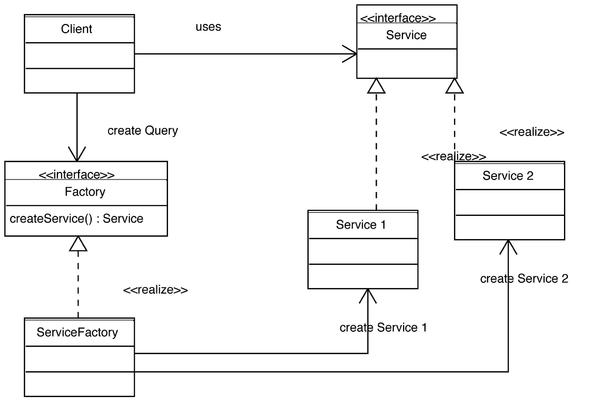 Client
uses
<<interface>>
Service
create Query
<<interface>>
Factory
createService() : Service
<<realize>>
<<realize>>
Service 2
Service 1
<<realize>>
create Service 2
ServiceFactory
create Service 1